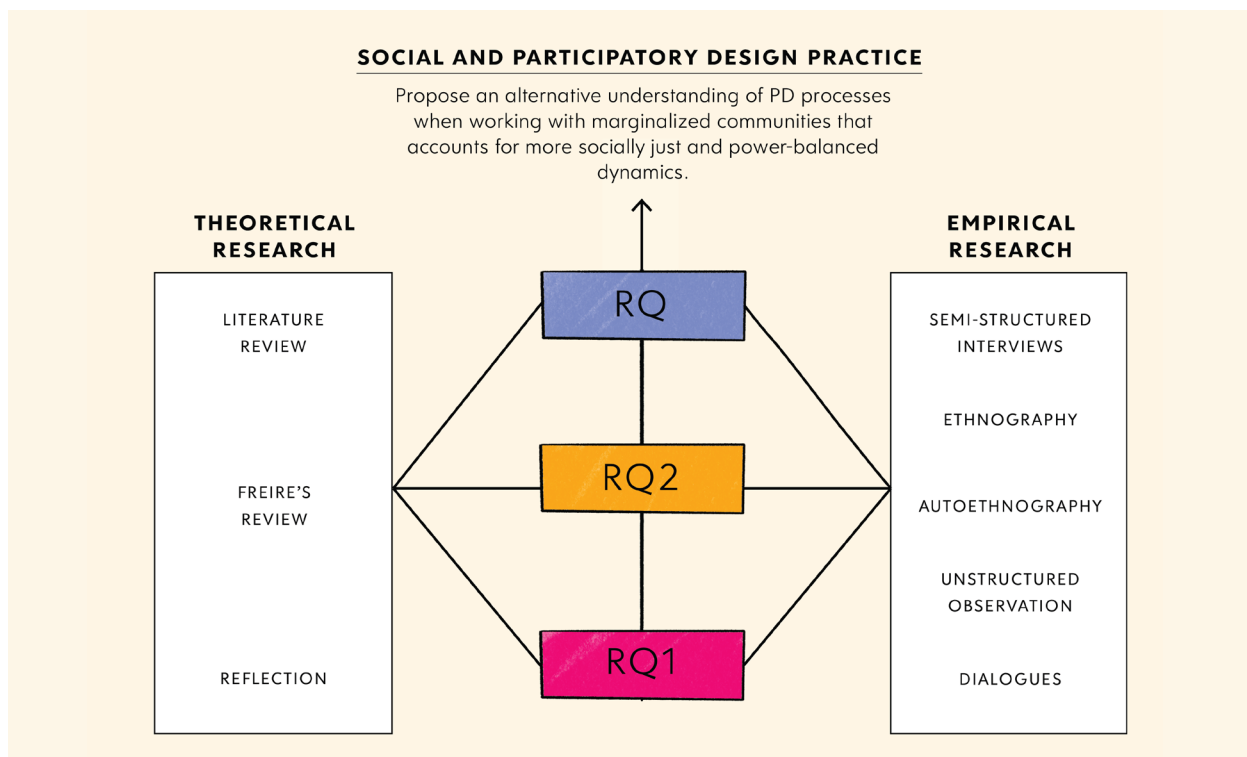 SOCIAL AND PARTICIPATORY DESIGN PRACTICE
Propose an alternative understanding of PD processes
when working with marginalized communities that
accounts for more socially just and power-balanced
dynamics.
THEORETICAL
RESEARCH
LITERATURE
REVIEW
FREIRE'S
REVIEW
REFLECTION
RQ
RQ2
RQ1
EMPIRICAL
RESEARCH
SEMI-STRUCTURED
INTERVIEWS
ETHNOGRAPHY
AUTOETHNOGRAPHY
UNSTRUCTURED
OBSERVATION
DIALOGUES